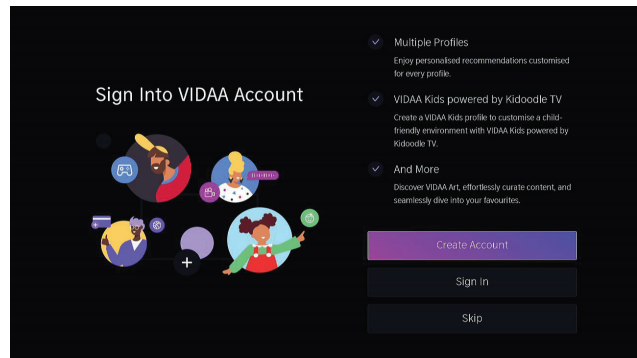 Sign Into VIDAA Account
Multiple Profiles
Enjoy personalised recommendations customised
for every profile.
VIDAA Kids powered by Kidoodle TV
Create a VIDAA Kids profile to customise a child-
friendly environment with VIDAA Kids powered by
Kidoodle TV.
And More
Discover VIDAA Art, effortlessly curate content, and
seamlessly dive into your favourites.
Create Account
Sign In
Skip